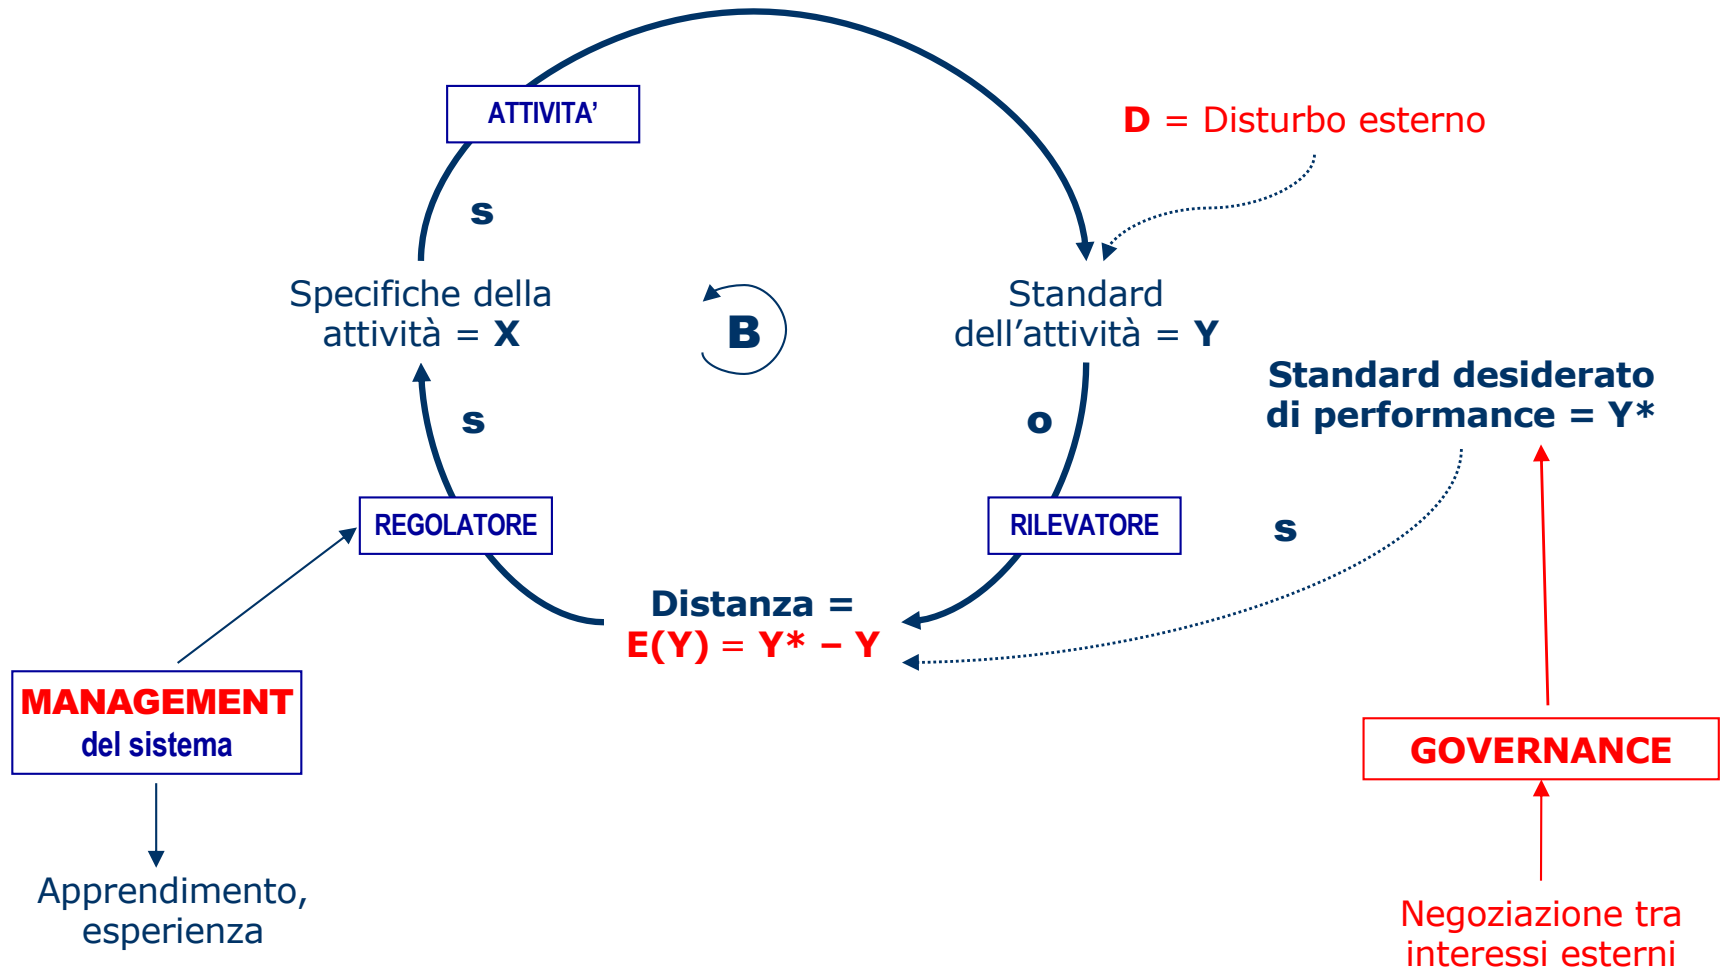 ATTIVITA’
D = Disturbo esterno
s
Specifiche della
attività = X
B
Standard
dell’attività = Y
Standard desiderato
di performance = Y*
s
o
REGOLATORE
RILEVATORE
s
Distanza =
E(Y) = Y* – Y
MANAGEMENT
del sistema
GOVERNANCE
Apprendimento,
esperienza
Negoziazione tra
interessi esterni